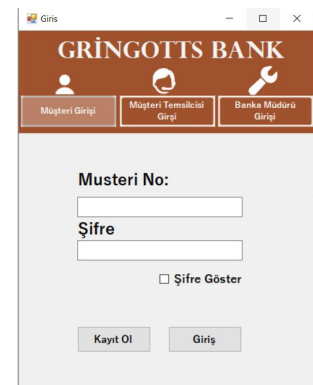 Giris
GRİNGOTTS BANK
Müşteri Girişi
Müşteri Temsilcisi
Girşi
Banka Müdürü
Girişi
Musteri No:
Şifre
Şifre Göster
Kayıt Ol
Giriş